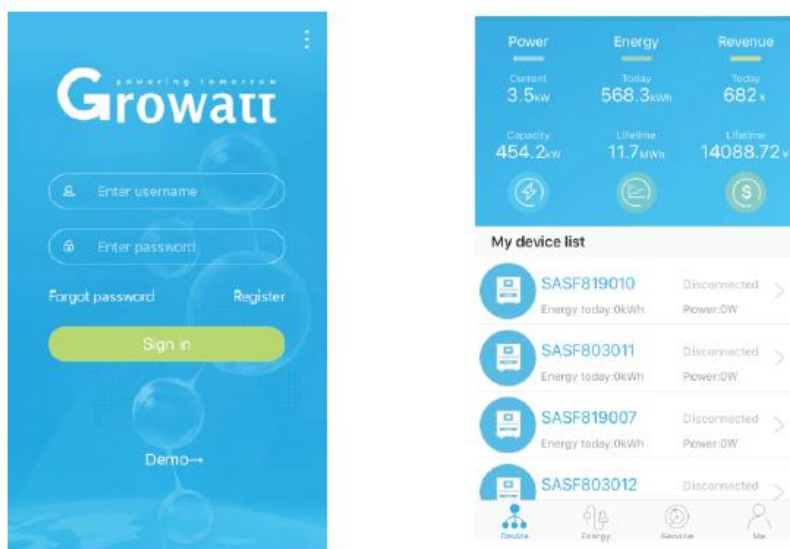 powering tomorrow
Growatt
Enter username
Enter password
Forgot password Register
Sign in
Demo→
Power Energy Revenue
Current Today Today
3.5kW 568.3kWh 682¥
Capacity Lifetime Lifetime
454.2kW 11.7MWh 14088.72¥
$
My device list
SASF819010 Disconnected
Energy today:0kWh Power:0W
SASF803011 Disconnected
Energy today:0kWh Power:0W
SASF819007 Disconnected
Energy today:0kWh Power:0W
SASF803012 Disconnected
Device Energy Service Me